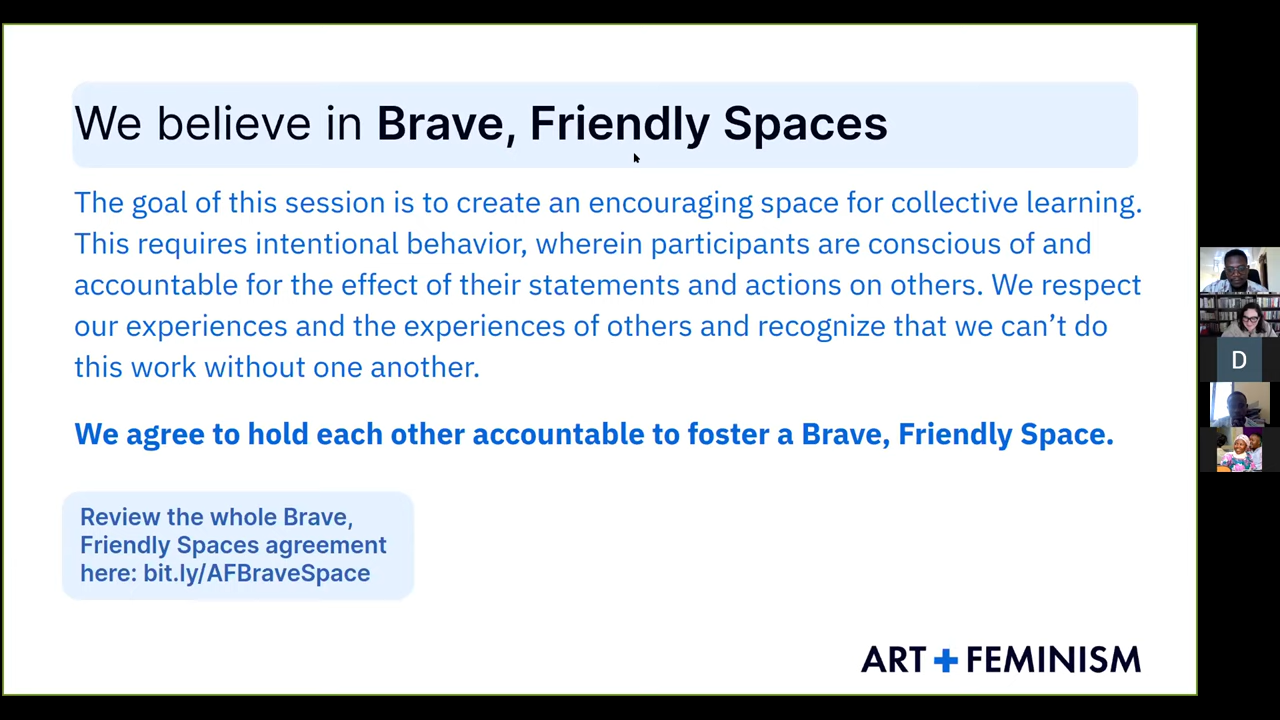 We believe in Brave, Friendly Spaces
The goal of this session is to create an encouraging space for collective learning.
This requires intentional behavior, wherein participants are conscious of and
accountable for the effect of their statements and actions on others. We respect
our experiences and the experiences of others and recognize that we can’t do
this work without one another.
We agree to hold each other accountable to foster a Brave, Friendly Space.
Review the whole Brave,
Friendly Spaces agreement
here: bit.ly/AFBraveSpace
ART + FEMINISM
D